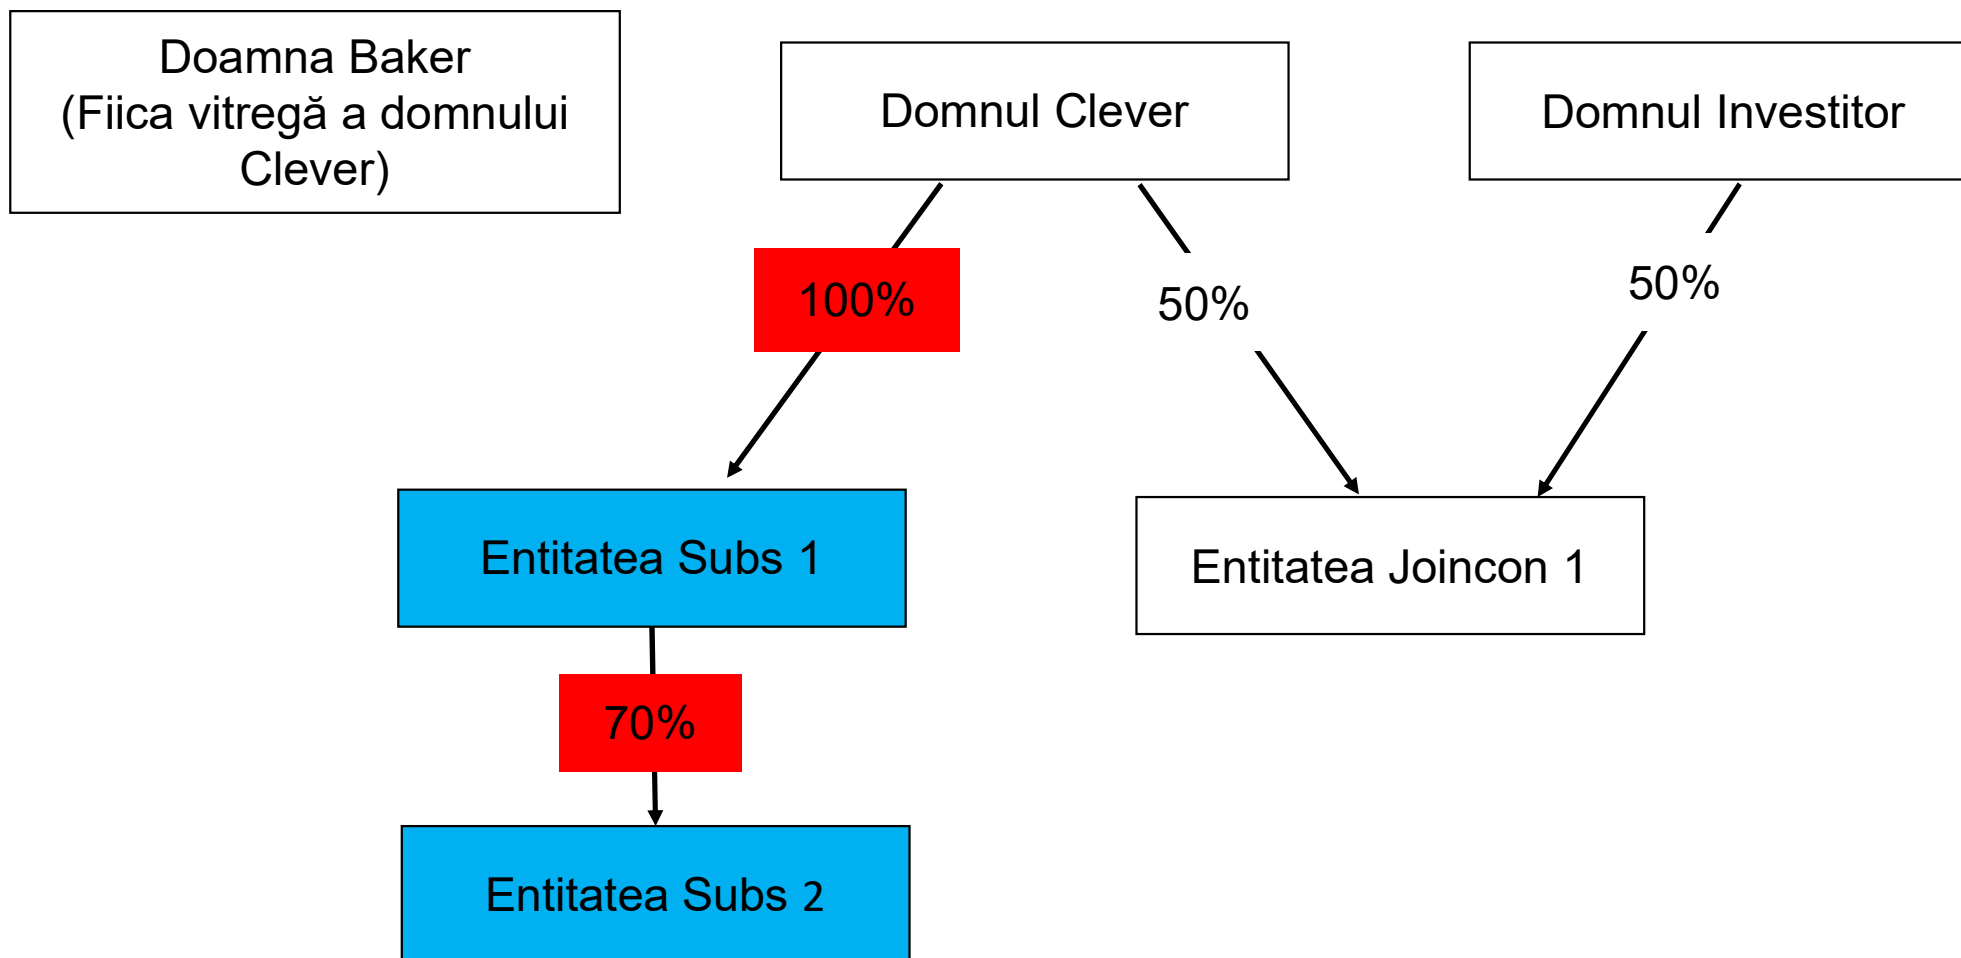 Doamna Baker
(Fiica vitregă a domnului
Clever)
Domnul Clever
Domnul Investitor
100%
50%
50%
Entitatea Subs 1
Entitatea Joincon 1
70%
Entitatea Subs 2